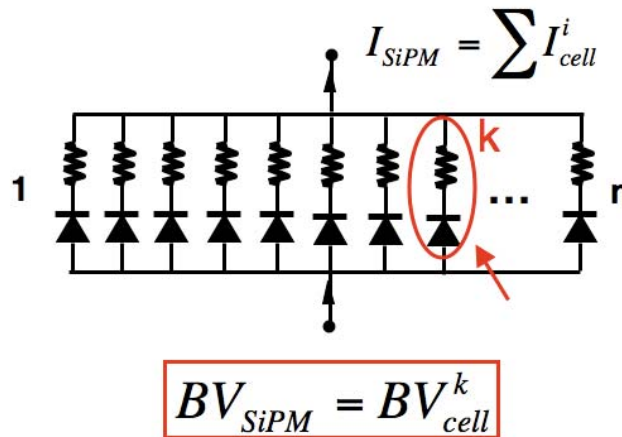 I_SiPM = ∑ I^i_cell
k
1 ... r
BV_SiPM = BV^k_cell